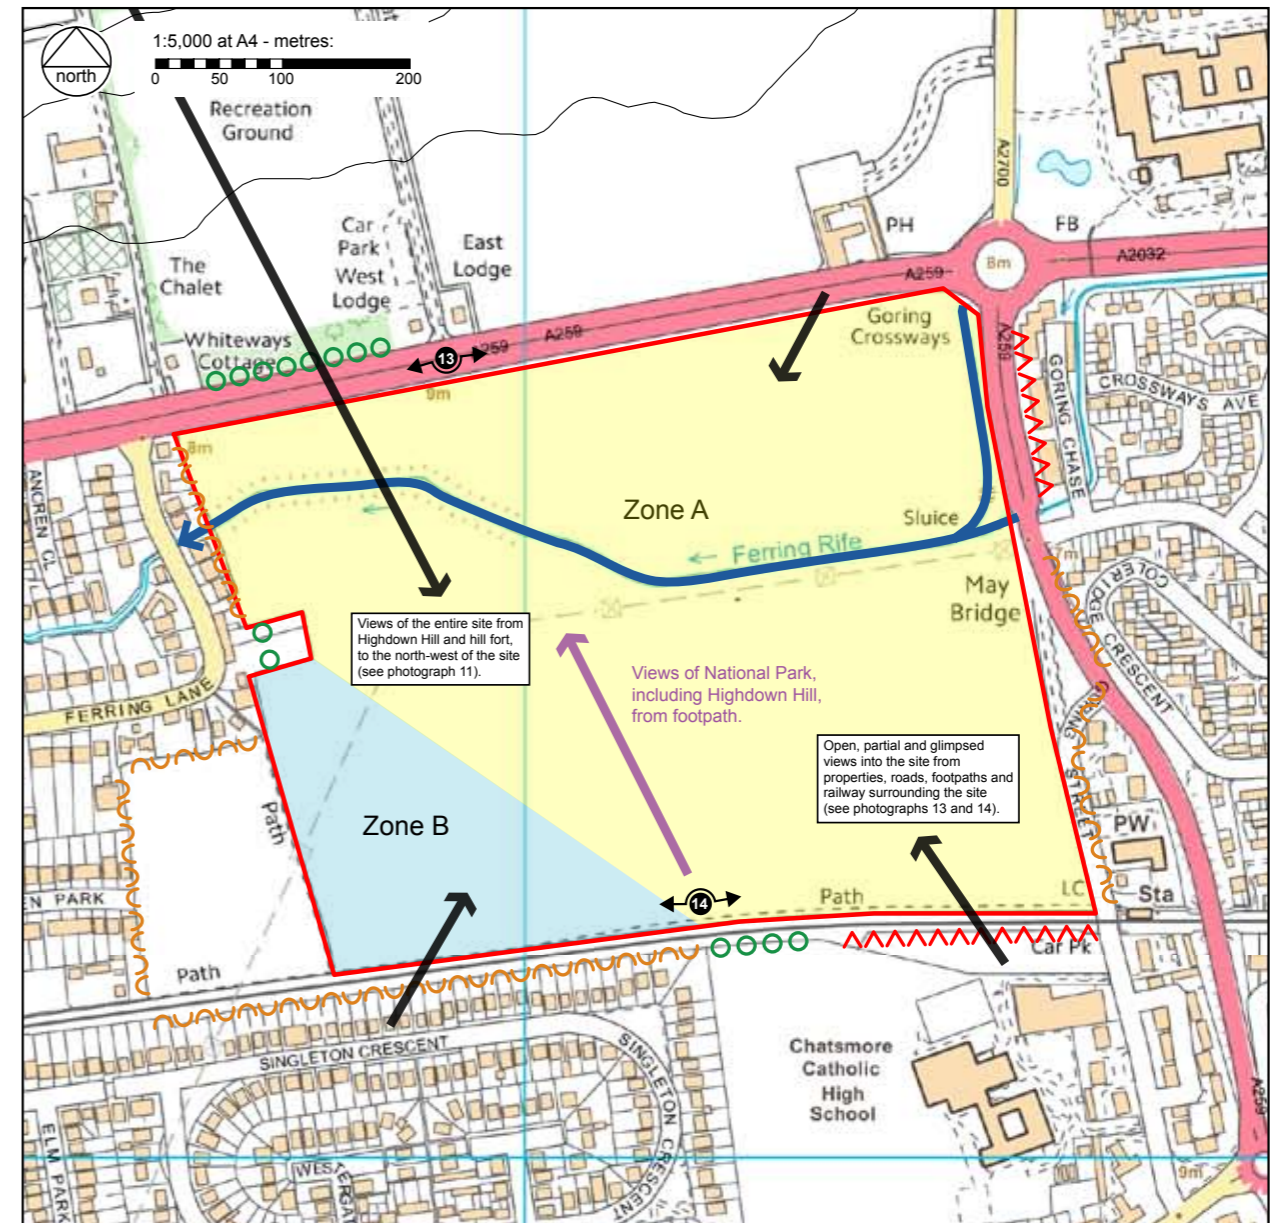 north
1:5,000 at A4 - metres:
0 50 100 200
Recreation
Ground
Car
Park
West
Lodge
East
Lodge
The
Chalet
Whiteways
Cottage
PH
FB
A2700
A2032
8m
A259
A259
A259
A259
13
9m
8m
Goring
Crossways
GORING CHASE
CROSSWAYS AVE
ANCREN CL
Zone A
Sluice
Ferring Rife
7m
May
Bridge
COLERIDGE CRESCENT
Views of the entire site from
Highdown Hill and hill fort,
to the north-west of the site
(see photograph 11).
Views of National Park,
including Highdown Hill,
from footpath.
FERRING LANE
Open, partial and glimpsed
views into the site from
properties, roads, footpaths and
railway surrounding the site
(see photographs 13 and 14).
STREET
Path
Zone B
PW
EN PARK
14
Path
LC
Sta
Path
Car Pk
SINGLETON CRESCENT
SINGLETON CRESCENT
Chatsmore
Catholic
High
School
ELM PARK
WESTERGAT
A259
9m